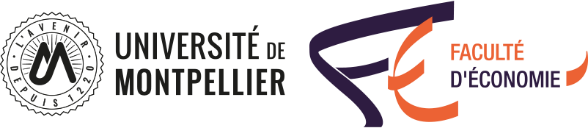 L'AVENIR
DEPUIS 1220
UNIVERSITÉ DE
MONTPELLIER
FACULTÉ
D'ÉCONOMIE